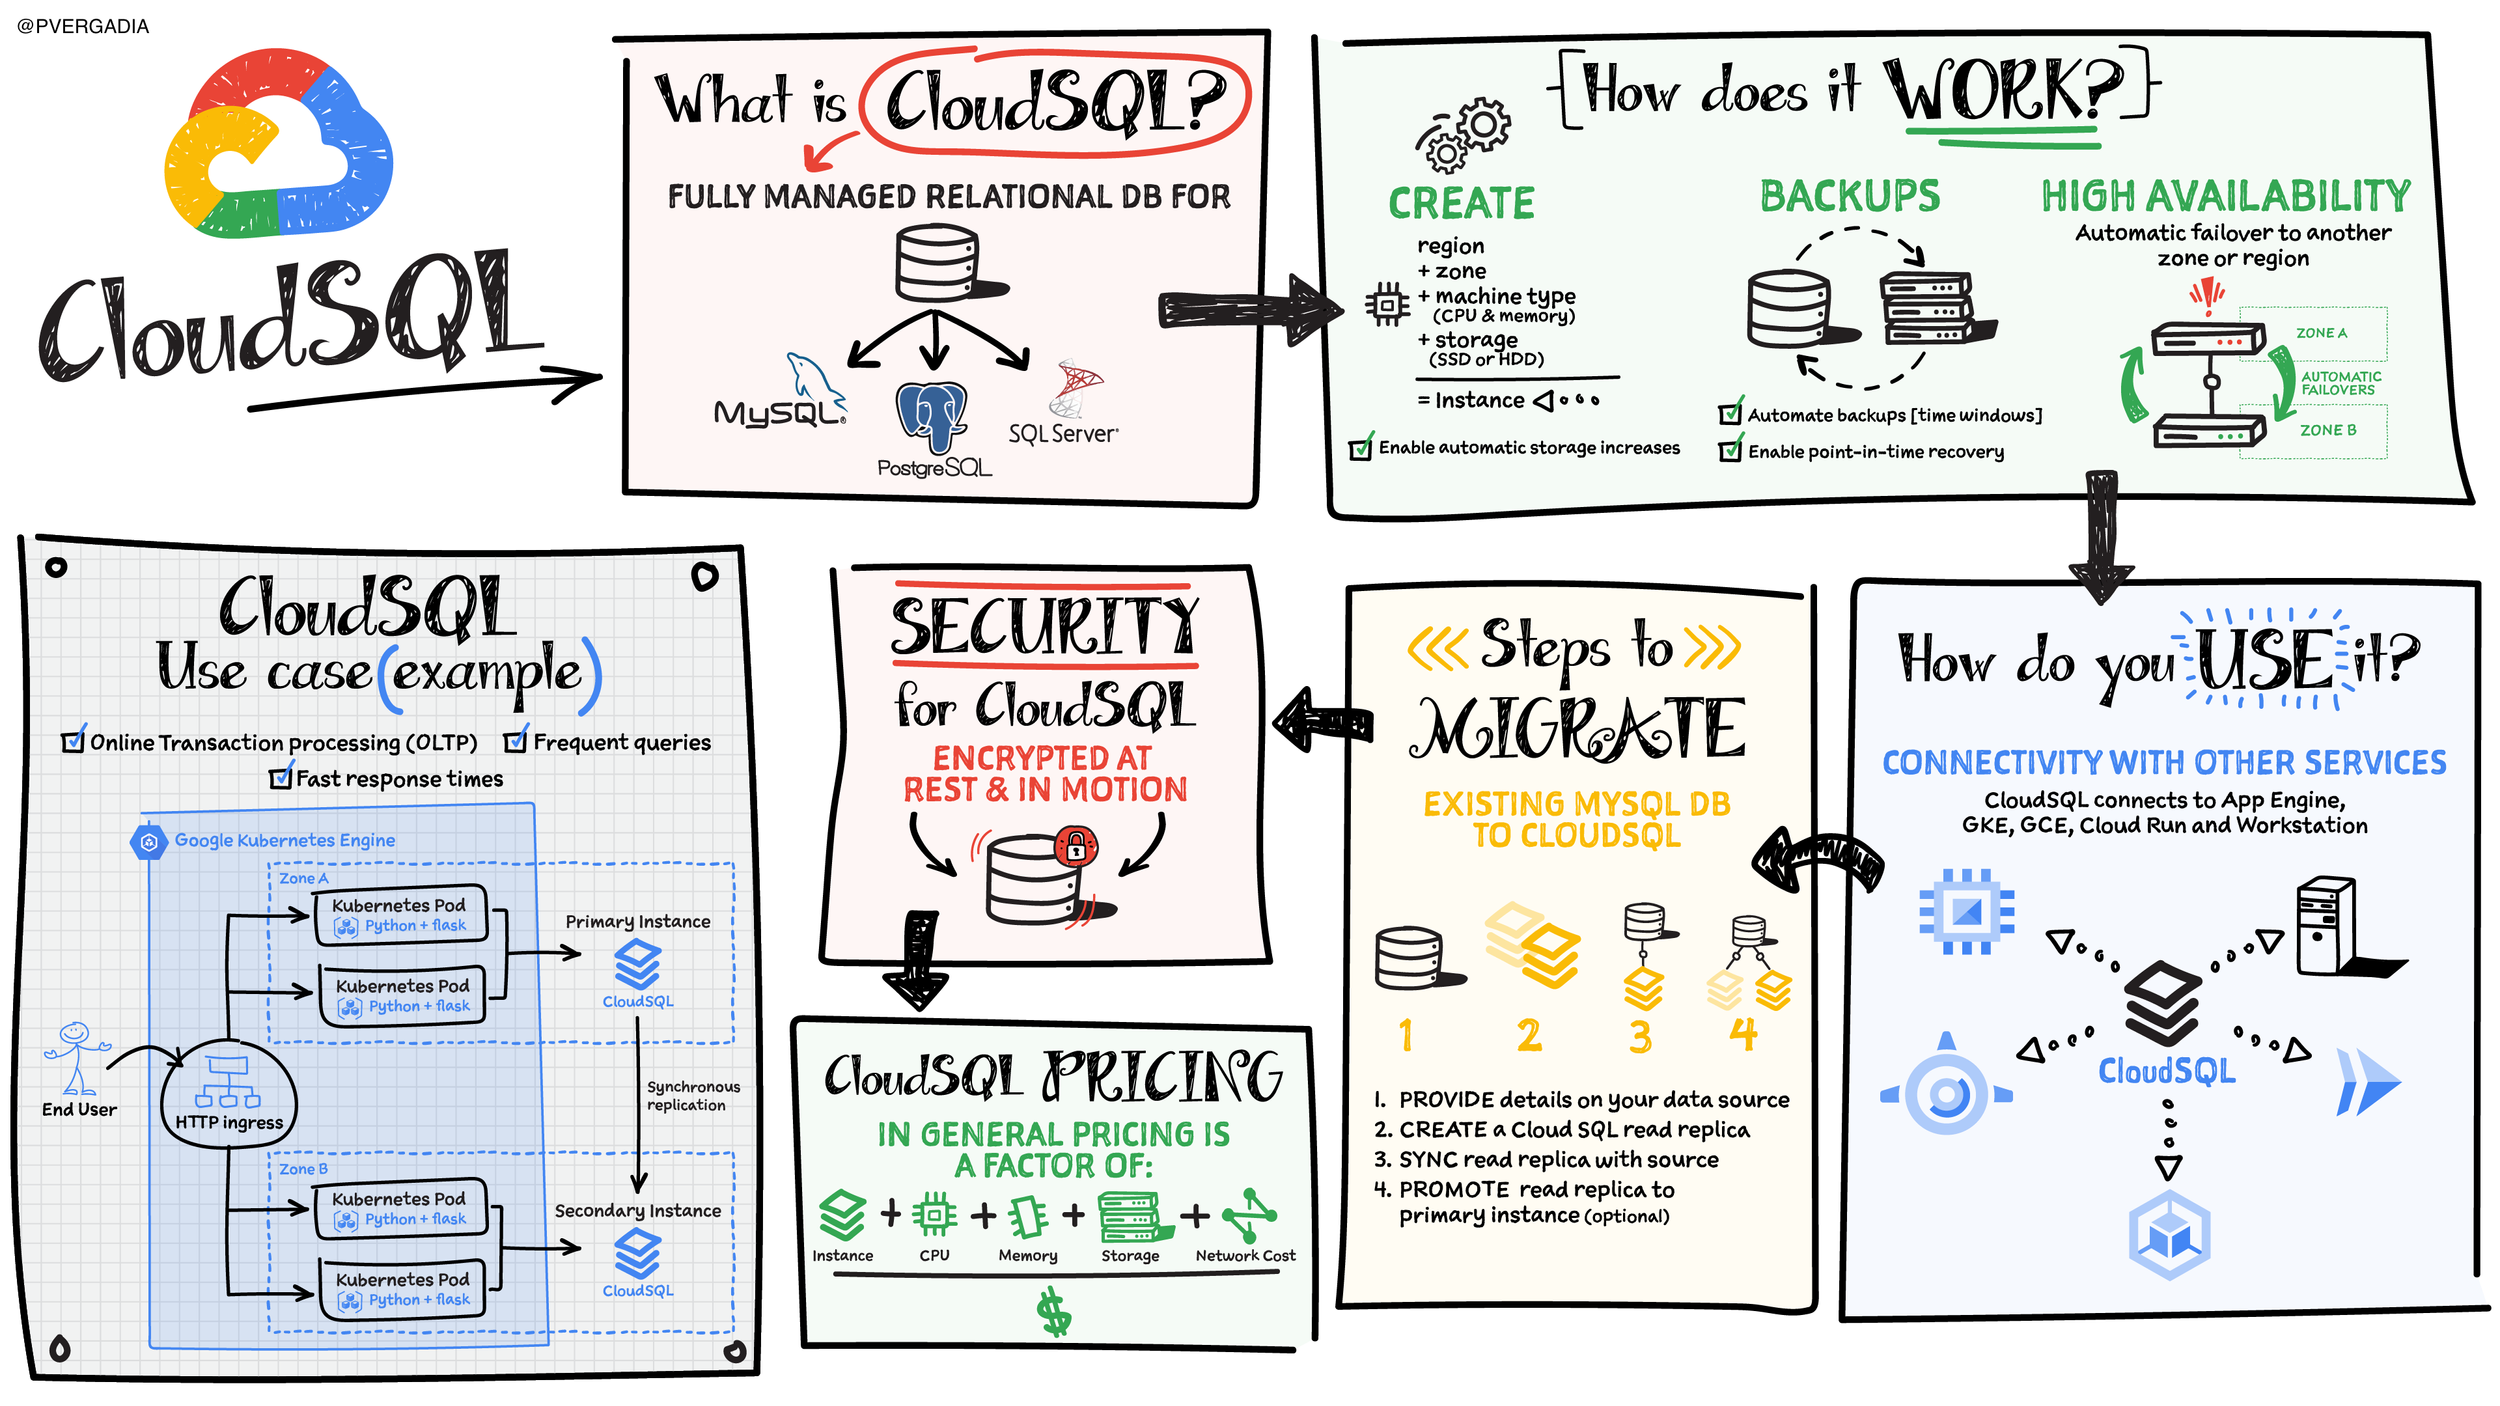 @PVERGADIA
CloudSQL
What is CloudSQL?
FULLY MANAGED RELATIONAL DB FOR
MySQL®
PostgreSQL
SQL Server®
How does it WORK?
CREATE
region
+ zone
+ machine type
(CPU & memory)
+ storage
(SSD or HDD)
= Instance
Enable automatic storage increases
BACKUPS
Automate backups [time windows]
Enable point-in-time recovery
HIGH AVAILABILITY
Automatic failover to another
zone or region
ZONE A
AUTOMATIC
FAILOVERS
ZONE B
How do you USE it?
CONNECTIVITY WITH OTHER SERVICES
CloudSQL connects to App Engine,
GKE, GCE, Cloud Run and Workstation
CloudSQL
Steps to
MIGRATE
EXISTING MYSQL DB
TO CLOUDSQL
1 2 3 4
1. PROVIDE details on your data source
2. CREATE a Cloud SQL read replica
3. SYNC read replica with source
4. PROMOTE read replica to
primary instance (optional)
SECURITY
for CloudSQL
ENCRYPTED AT
REST & IN MOTION
CloudSQL PRICING
IN GENERAL PRICING IS
A FACTOR OF:
Instance + CPU + Memory + Storage + Network Cost
$
CloudSQL
Use case (example)
Online Transaction processing (OLTP)
Frequent queries
Fast response times
Google Kubernetes Engine
Zone A
Kubernetes Pod
Python + flask
Kubernetes Pod
Python + flask
Primary Instance
CloudSQL
End User
HTTP ingress
Synchronous
replication
Zone B
Kubernetes Pod
Python + flask
Kubernetes Pod
Python + flask
Secondary Instance
CloudSQL